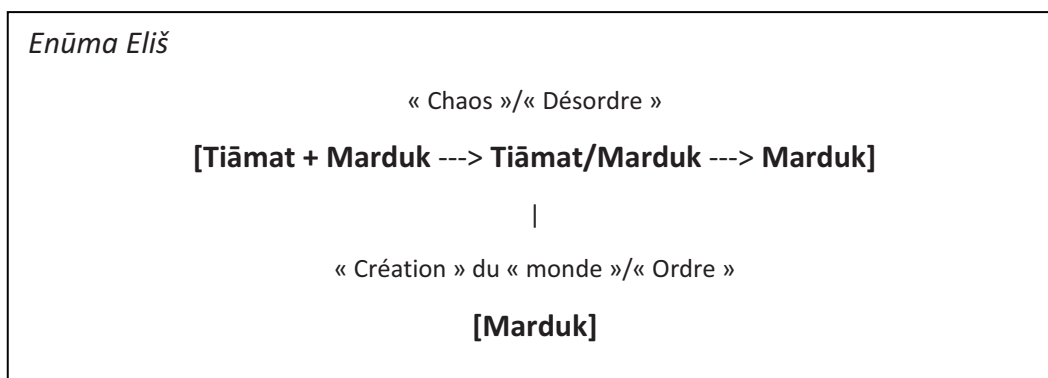 Enūma Eliš
« Chaos »/« Désordre »
[Tiāmat + Marduk ---> Tiāmat/Marduk ---> Marduk]
|
« Création » du « monde »/« Ordre »
[Marduk]